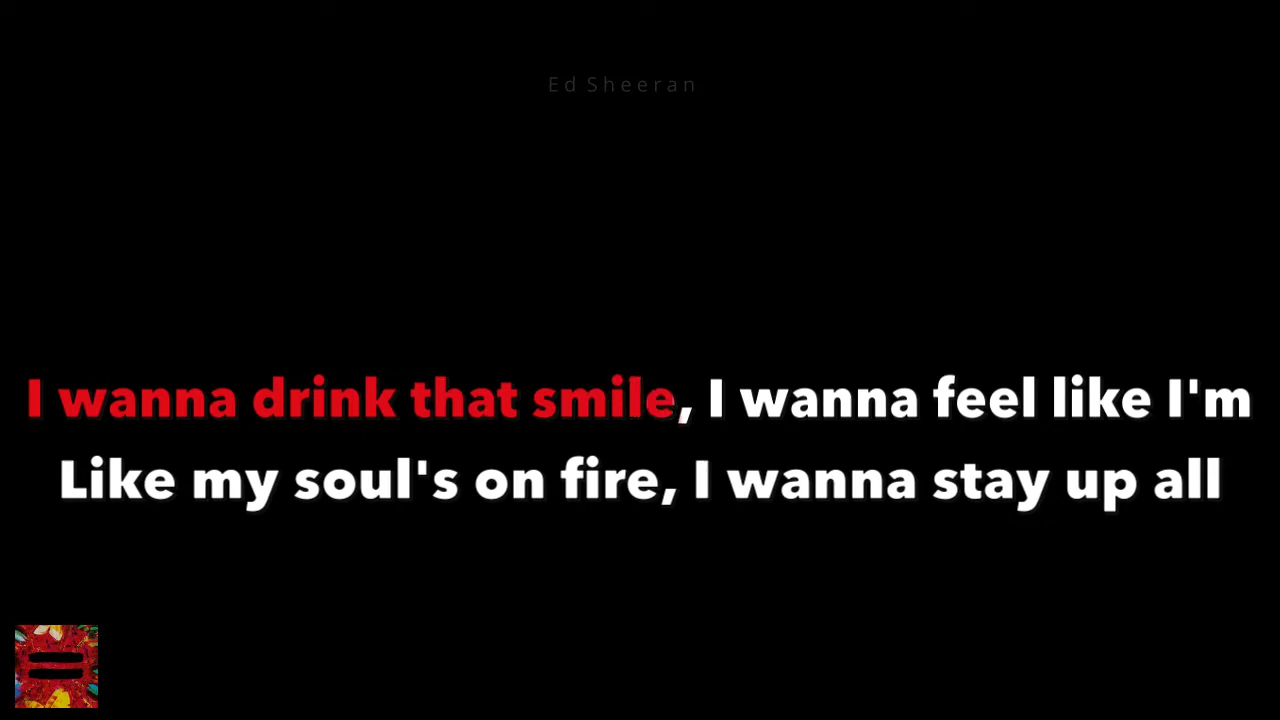 Ed Sheeran
I wanna drink that smile, I wanna feel like I'm
Like my soul's on fire, I wanna stay up all